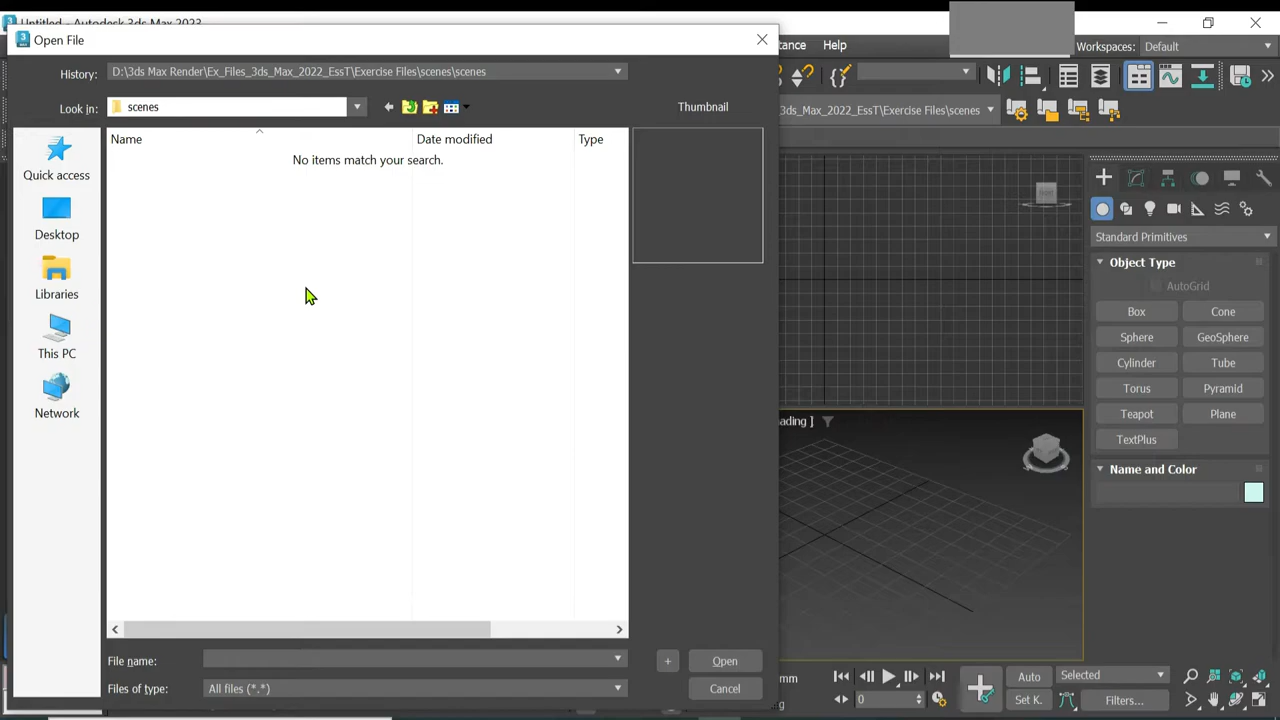 Untitled - Autodesk 3ds Max 2023
Open File
tance
Help
Workspaces:
Default
History:
D:\3ds Max Render\Ex_Files_3ds_Max_2022_EssT\Exercise Files\scenes\scenes
Look in:
scenes
Thumbnail
3ds_Max_2022_EssT\Exercise Files\scenes
Name
Date modified
Type
No items match your search.
Quick access
Desktop
Libraries
This PC
Network
Standard Primitives
Object Type
AutoGrid
Box
Cone
Sphere
GeoSphere
Cylinder
Tube
Torus
Pyramid
Teapot
Plane
TextPlus
ading ]
Name and Color
File name:
+
Open
Files of type:
All files (*.*)
Cancel
mm
Auto
Selected
0
Set K.
Filters...